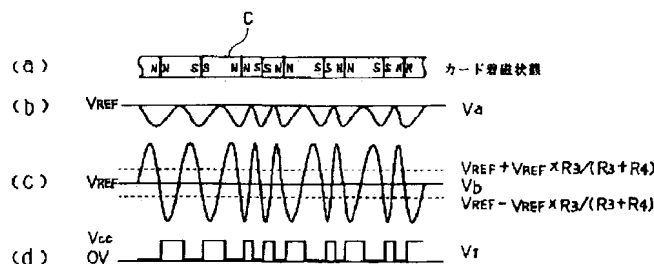 C
(a) N N S S N N S S N N S S N N S S N N カード着磁状態
(b) VREF Va
VREF+VREF×R3/(R3+R4)
(c) VREF Vb
VREF-VREF×R3/(R3+R4)
Vcc
(d) 0V VT